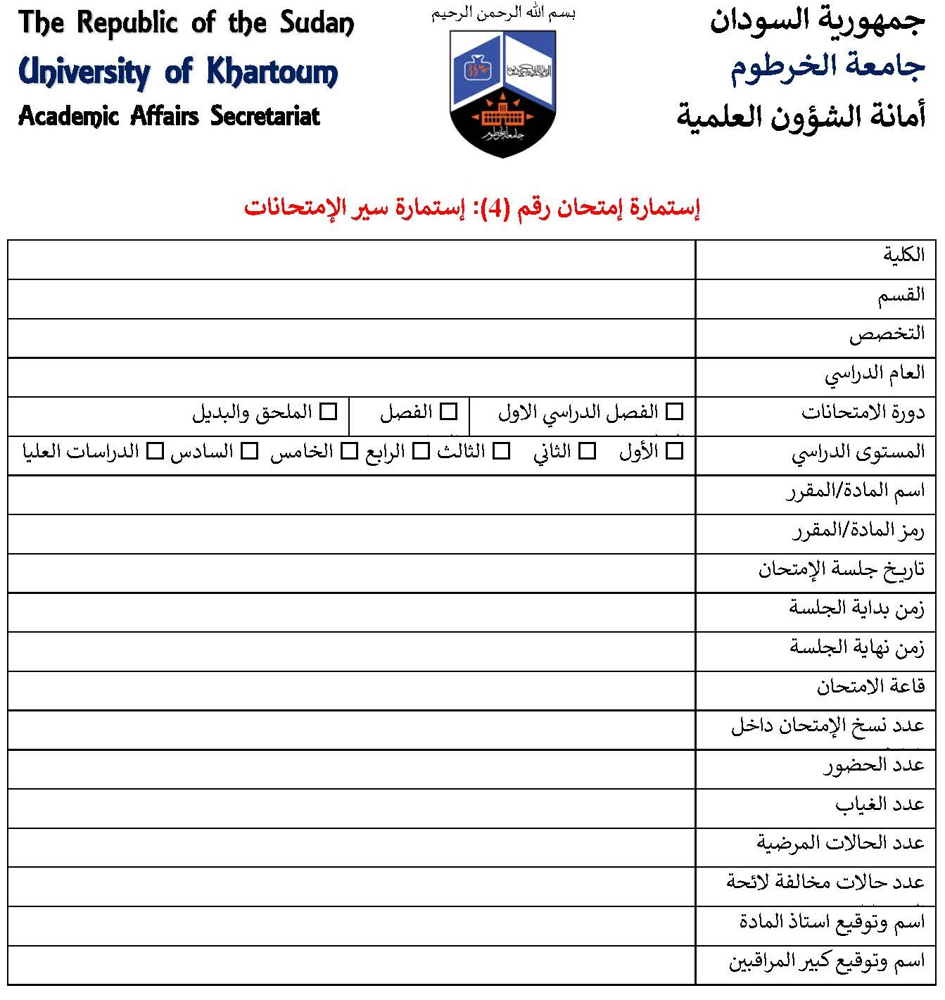 The Republic of the Sudan
University of Khartoum
Academic Affairs Secretariat
بسم الله الرحمن الرحيم
جامعة الخرطوم
جمهورية السودان
جامعة الخرطوم
أمانة الشؤون العلمية
إستمارة إمتحان رقم (4): إستمارة سير الإمتحانات
الكلية
القسم
التخصص
العام الدراسي
دورة الامتحانات ☐ الفصل الدراسي الاول ☐ الفصل ☐ الملحق والبديل
المستوى الدراسي ☐ الأول ☐ الثاني ☐ الثالث ☐ الرابع ☐ الخامس ☐ السادس ☐ الدراسات العليا
اسم المادة/المقرر
رمز المادة/المقرر
تاريخ جلسة الإمتحان
زمن بداية الجلسة
زمن نهاية الجلسة
قاعة الامتحان
عدد نسخ الإمتحان داخل
عدد الحضور
عدد الغياب
عدد الحالات المرضية
عدد حالات مخالفة لائحة
اسم وتوقيع استاذ المادة
اسم وتوقيع كبير المراقبين